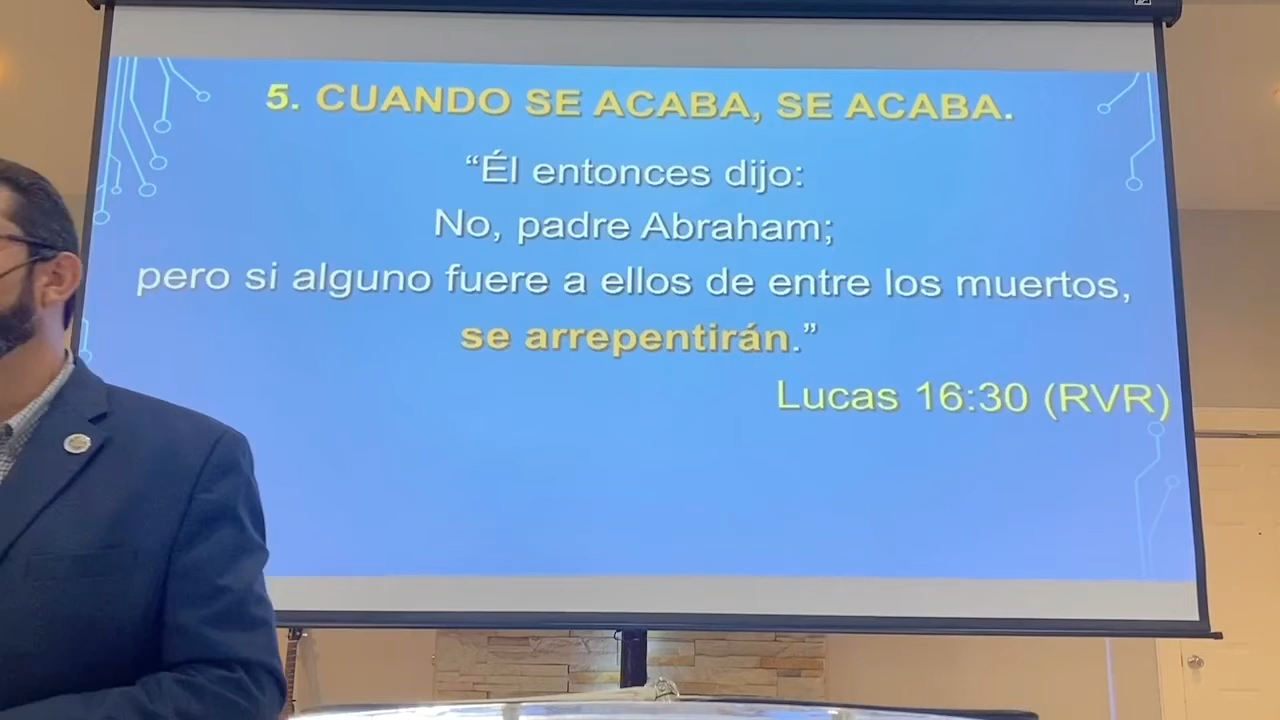 5. CUANDO SE ACABA, SE ACABA.
“Él entonces dijo:
No, padre Abraham;
pero si alguno fuere a ellos de entre los muertos,
se arrepentirán.”
Lucas 16:30 (RVR)